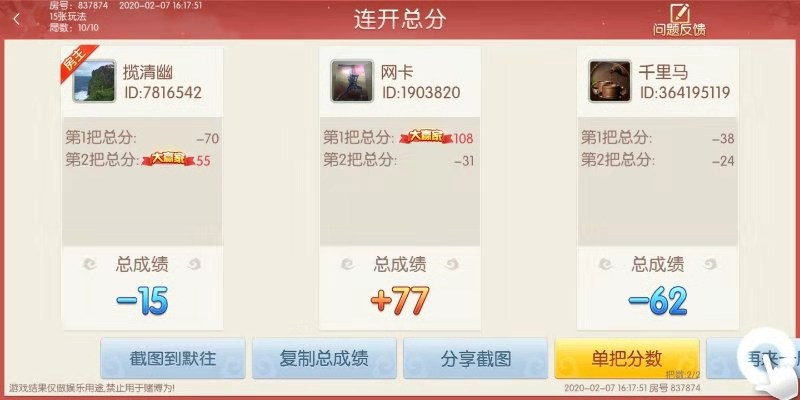 房号：837874 2020-02-07 16:17:51
15张玩法
局数：10/10
连开总分
问题反馈
房主
揽清幽
ID:7816542
第1把总分: -70
第2把总分: 大赢家 55
总成绩
-15
网卡
ID:1903820
第1把总分: 大赢家 108
第2把总分: -31
总成绩
+77
千里马
ID:364195119
第1把总分: -38
第2把总分: -24
总成绩
-62
截图到默往
复制总成绩
分享截图
单把分数
把数:2/2
再来一
游戏结果仅做娱乐用途,禁止用于赌博为!
2020-02-07 16:17:51 房号 837874